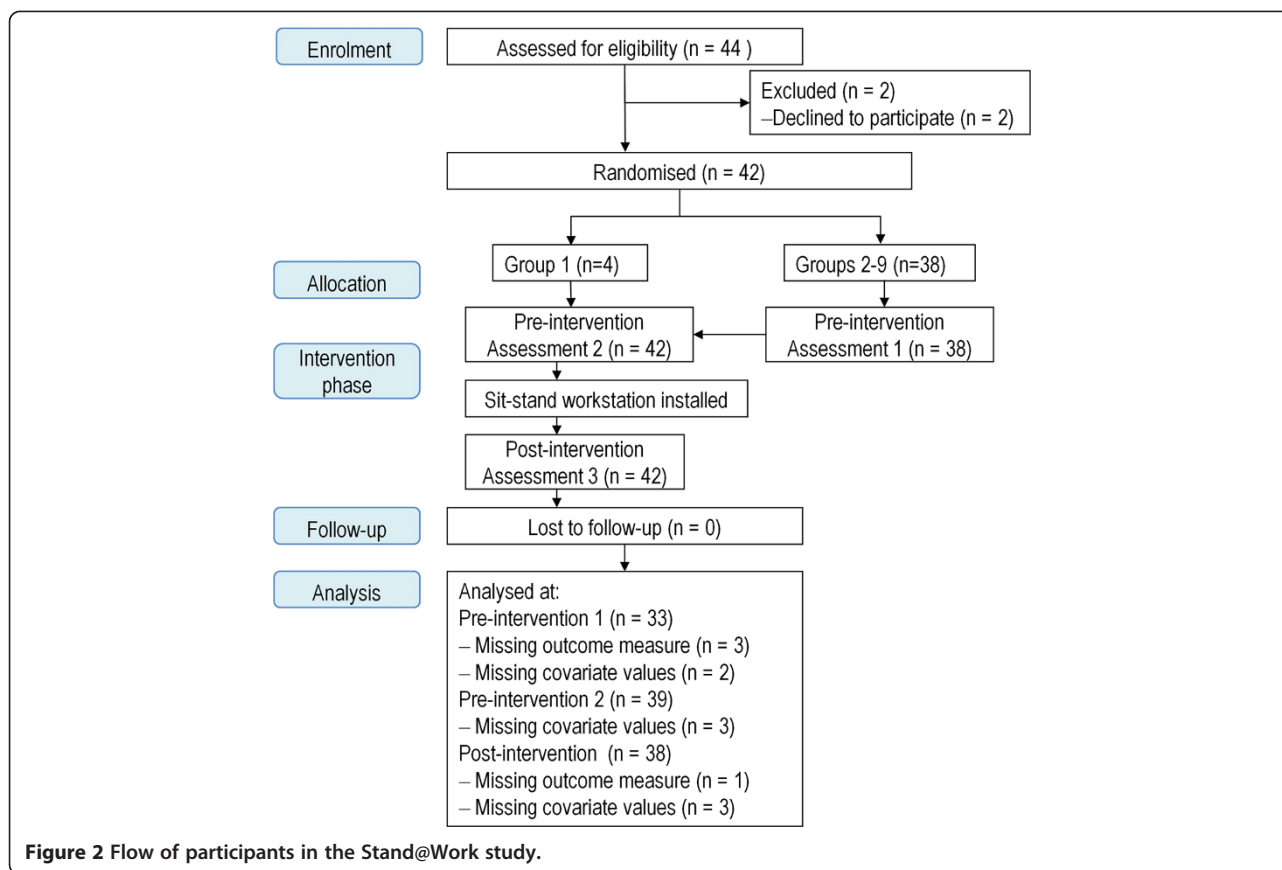 Enrolment
Assessed for eligibility (n = 44 )
Excluded (n = 2)
–Declined to participate (n = 2)
Randomised (n = 42)
Allocation
Group 1 (n=4)
Groups 2-9 (n=38)
Pre-intervention
Assessment 2 (n = 42)
Pre-intervention
Assessment 1 (n = 38)
Intervention
phase
Sit-stand workstation installed
Post-intervention
Assessment 3 (n = 42)
Follow-up
Lost to follow-up (n = 0)
Analysis
Analysed at:
Pre-intervention 1 (n = 33)
– Missing outcome measure (n = 3)
– Missing covariate values (n = 2)
Pre-intervention 2 (n = 39)
– Missing covariate values (n = 3)
Post-intervention (n = 38)
– Missing outcome measure (n = 1)
– Missing covariate values (n = 3)
Figure 2 Flow of participants in the Stand@Work study.